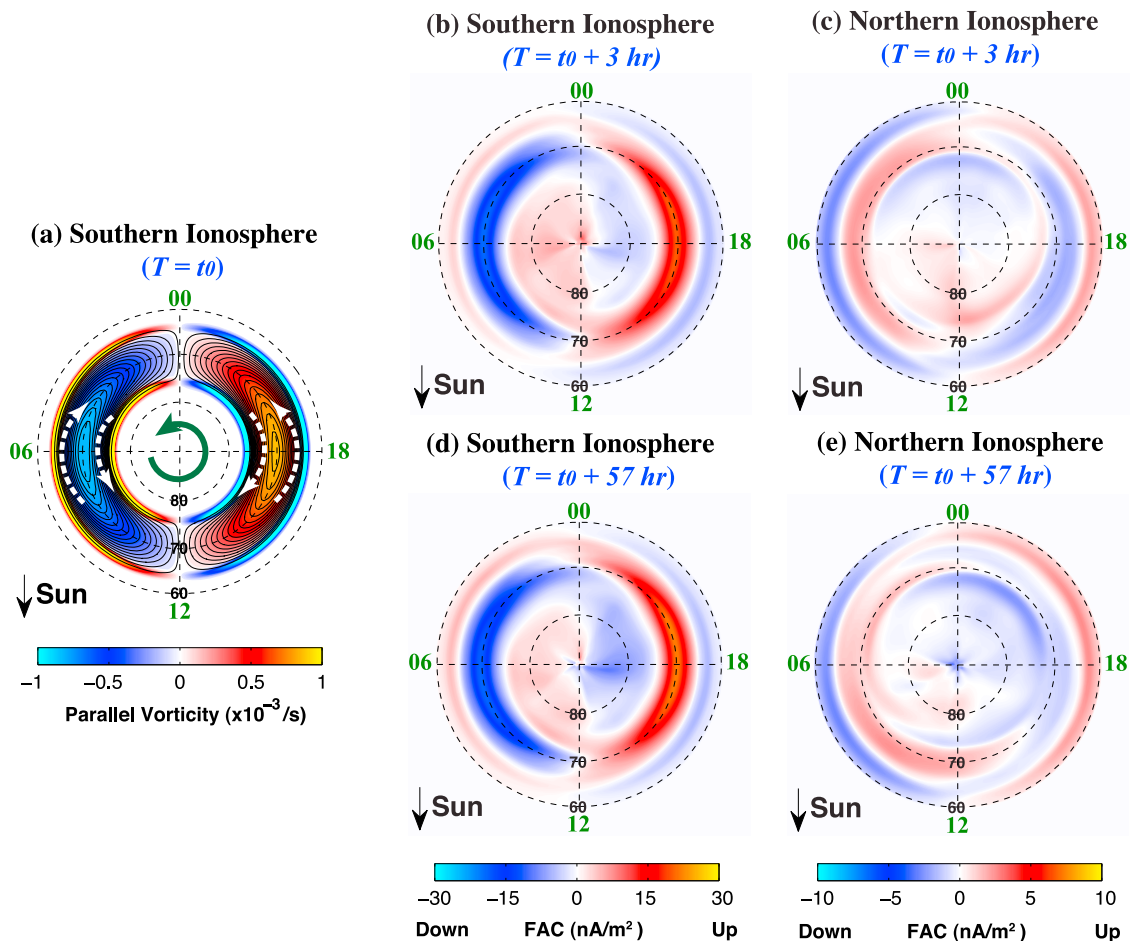 (a) Southern Ionosphere
(T = t0)
00
06
18
80
70
60
12
Sun
−1 −0.5 0 0.5 1
Parallel Vorticity (x10⁻³/s)
(b) Southern Ionosphere
(T = t0 + 3 hr)
00
06
18
80
70
60
12
Sun
(c) Northern Ionosphere
(T = t0 + 3 hr)
00
06
18
80
70
60
12
Sun
(d) Southern Ionosphere
(T = t0 + 57 hr)
00
06
18
80
70
60
12
Sun
−30 −15 0 15 30
Down FAC (nA/m²) Up
(e) Northern Ionosphere
(T = t0 + 57 hr)
00
06
18
80
70
60
12
Sun
−10 −5 0 5 10
Down FAC (nA/m²) Up